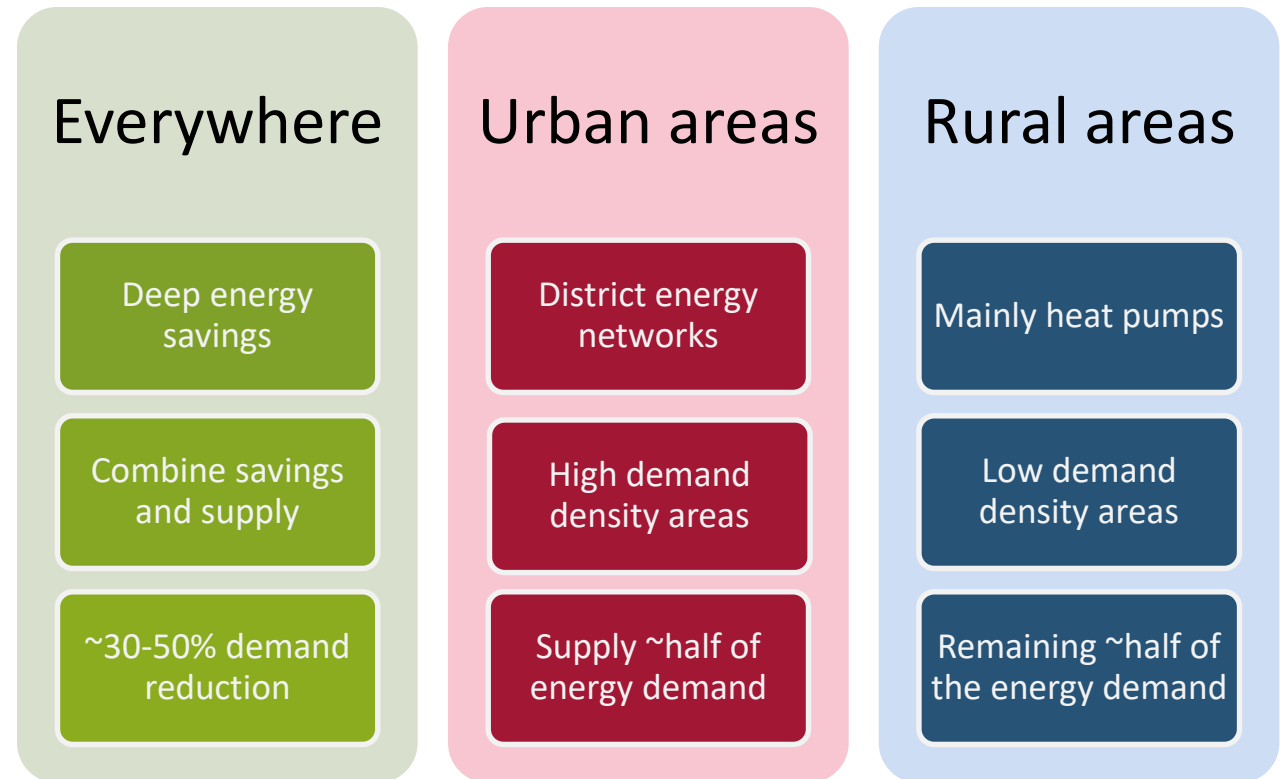 Everywhere
Deep energy
savings
Combine savings
and supply
~30-50% demand
reduction
Urban areas
District energy
networks
High demand
density areas
Supply ~half of
energy demand
Rural areas
Mainly heat pumps
Low demand
density areas
Remaining ~half of
the energy demand